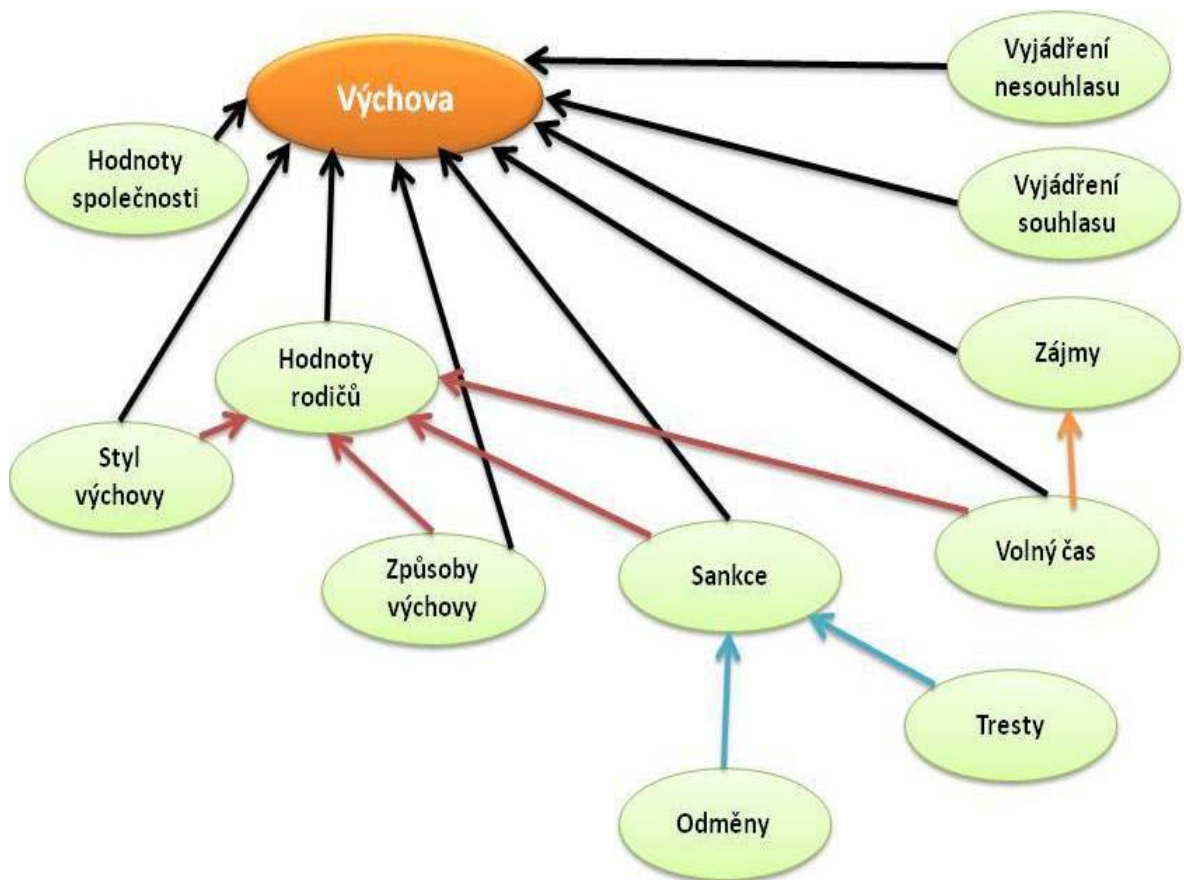 Výchova
Vyjádření
nesouhlasu
Hodnoty
společnosti
Vyjádření
souhlasu
Hodnoty
rodičů
Zájmy
Styl
výchovy
Způsoby
výchovy
Sankce
Volný čas
Tresty
Odměny